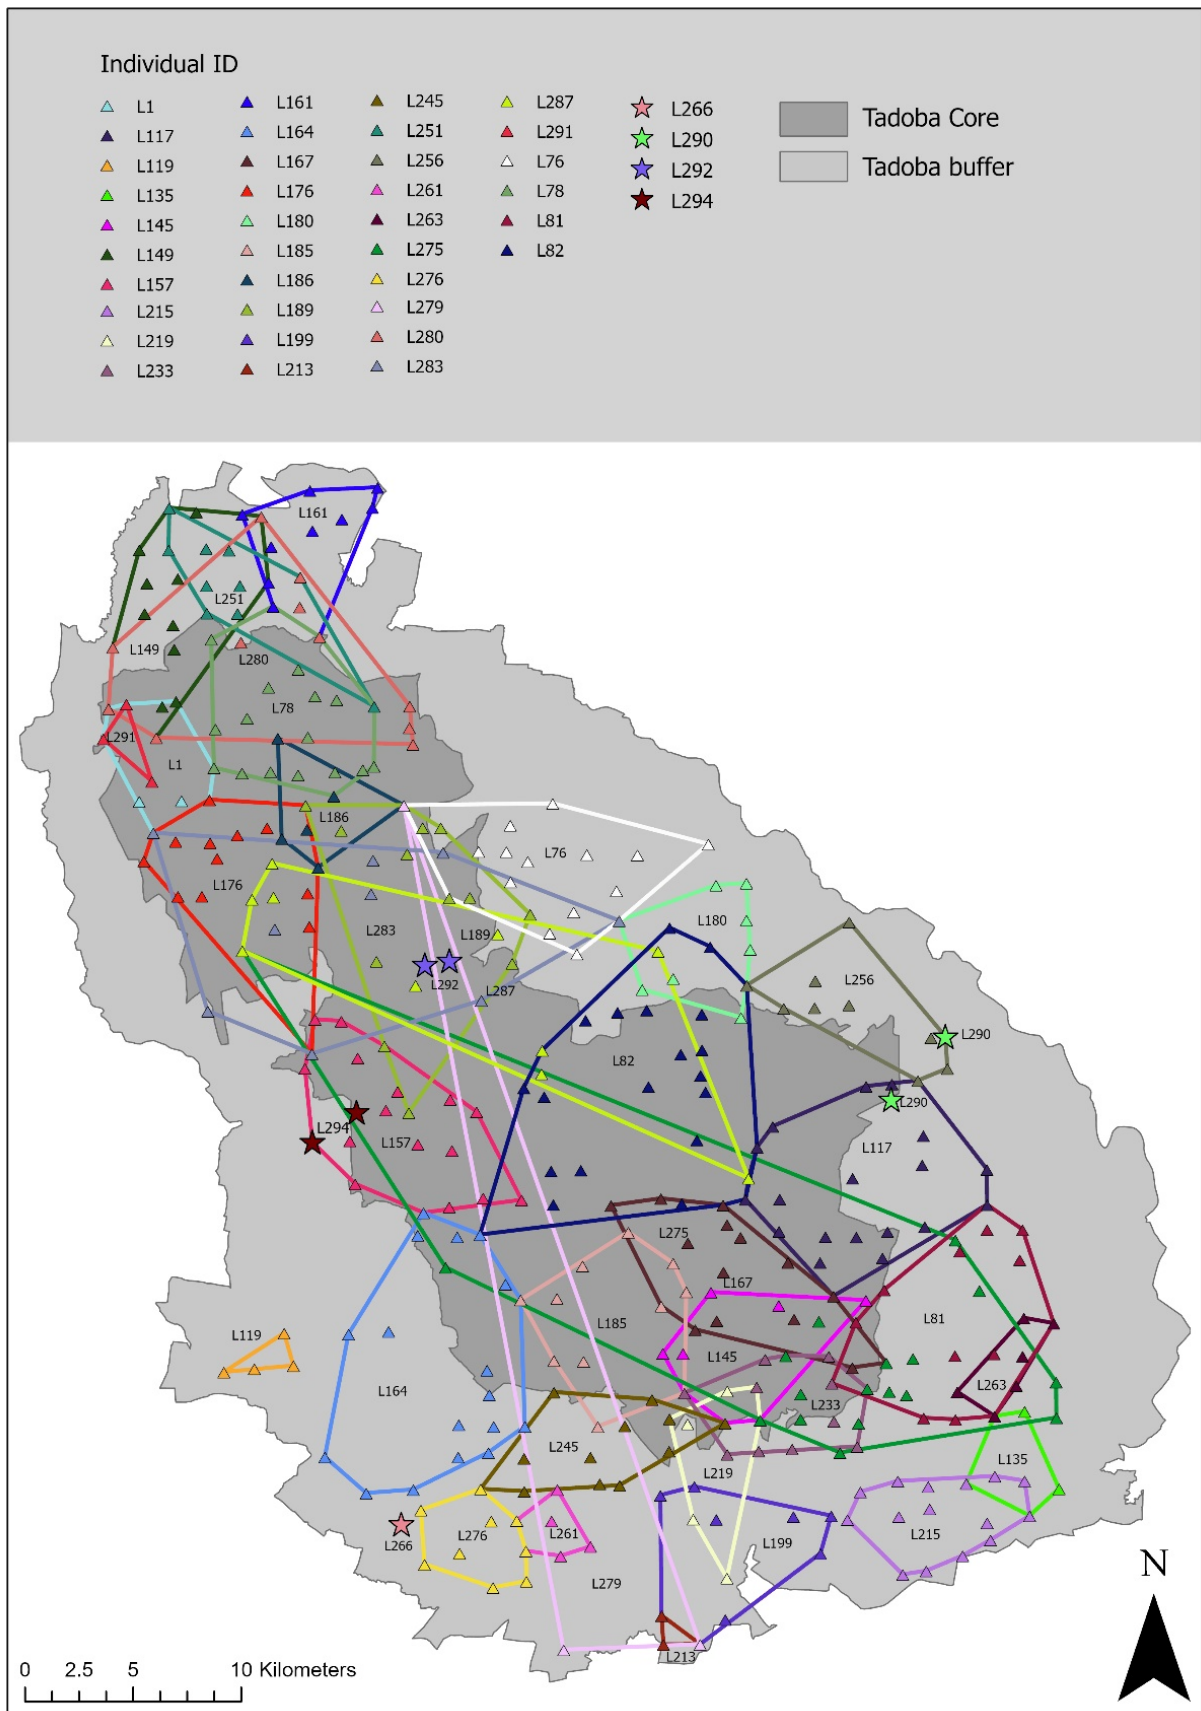 Individual ID
L1 L161 L245 L287 L266 Tadoba Core
L117 L164 L251 L291 L290 Tadoba buffer
L119 L167 L256 L76 L292
L135 L176 L261 L78 L294
L145 L180 L263 L81
L149 L185 L275 L82
L157 L186 L276
L215 L189 L279
L219 L199 L280
L233 L213 L283
L161
L251
L149
L280
L78
L291
L1
L186
L76
L176
L180
L283
L189
L292
L287
L256
L290
L82
L290
L294
L157
L117
L275
L167
L185
L81
L119
L145
L164
L263
L233
L245
L135
L219
L276
L261
L266
L199
L215
L279
L213
N
0 2.5 5 10 Kilometers